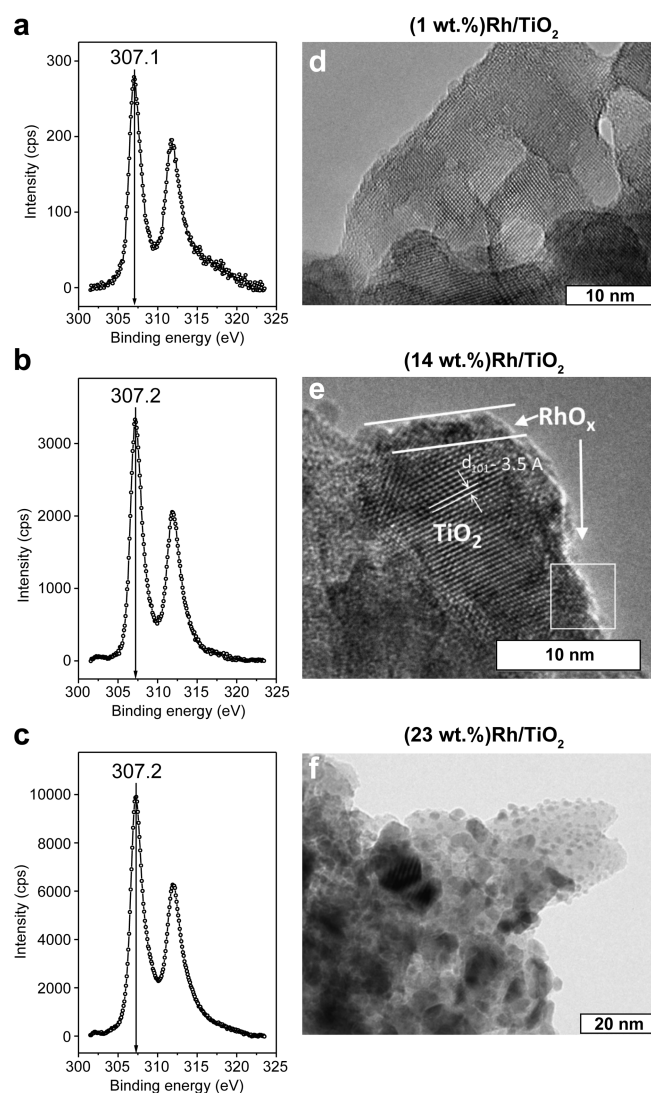 a
307.1
300
200
100
0
Intensity (cps)
300 305 310 315 320 325
Binding energy (eV)
(1 wt.%)Rh/TiO₂
d
10 nm
b
307.2
3000
2000
1000
0
Intensity (cps)
300 305 310 315 320 325
Binding energy (eV)
(14 wt.%)Rh/TiO₂
e
RhOₓ
d₁₀₁- 3.5 A
TiO₂
10 nm
c
307.2
10000
8000
6000
4000
2000
0
Intensity (cps)
300 305 310 315 320 325
Binding energy (eV)
(23 wt.%)Rh/TiO₂
f
20 nm